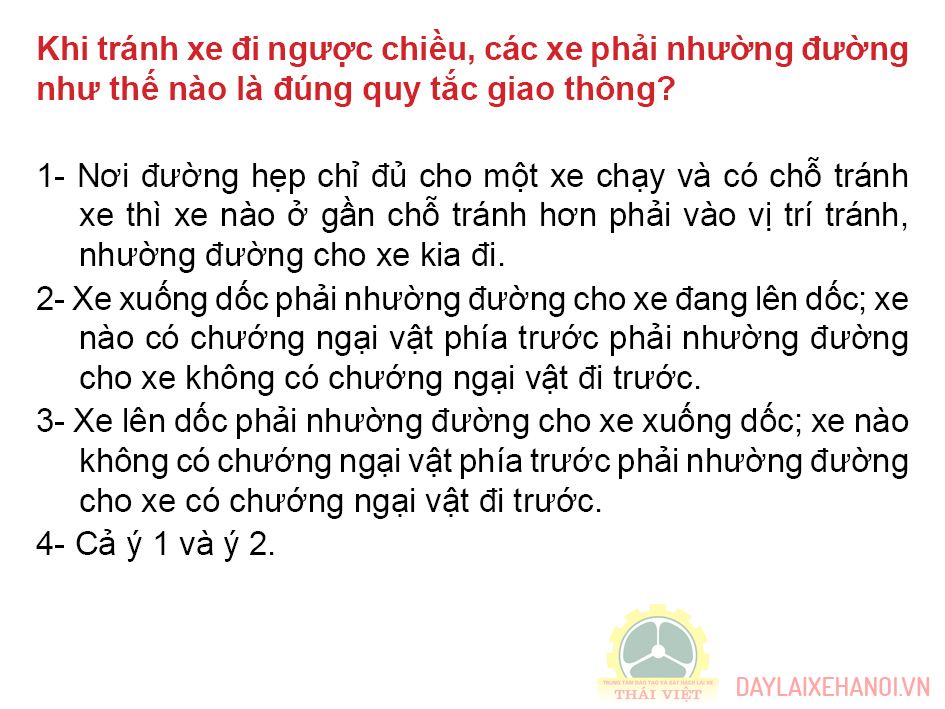 Khi tránh xe đi ngược chiều, các xe phải nhường đường
như thế nào là đúng quy tắc giao thông?
1- Nơi đường hẹp chỉ đủ cho một xe chạy và có chỗ tránh
xe thì xe nào ở gần chỗ tránh hơn phải vào vị trí tránh,
nhường đường cho xe kia đi.
2- Xe xuống dốc phải nhường đường cho xe đang lên dốc; xe
nào có chướng ngại vật phía trước phải nhường đường
cho xe không có chướng ngại vật đi trước.
3- Xe lên dốc phải nhường đường cho xe xuống dốc; xe nào
không có chướng ngại vật phía trước phải nhường đường
cho xe có chướng ngại vật đi trước.
4- Cả ý 1 và ý 2.
TRUNG TÂM ĐÀO TẠO VÀ SÁT HẠCH LÁI XE
THÁI VIỆT
DAYLAIXEHANOI.VN